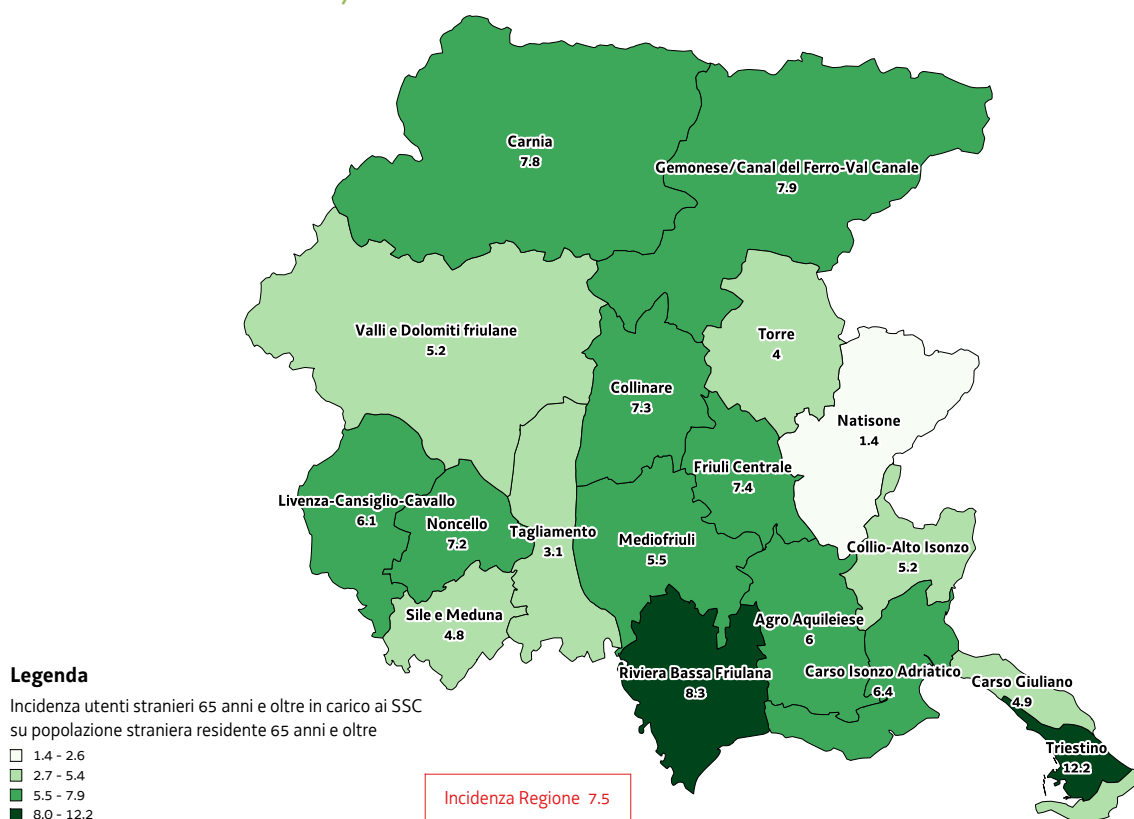 Carnia
7.8
Gemonese/Canal del Ferro-Val Canale
7.9
Valli e Dolomiti friulane
5.2
Torre
4
Collinare
7.3
Natisone
1.4
Friuli Centrale
7.4
Livenza-Cansiglio-Cavallo
6.1
Noncello
7.2
Tagliamento
3.1
Mediofriuli
5.5
Collio-Alto Isonzo
5.2
Sile e Meduna
4.8
Agro Aquileiese
6
Riviera Bassa Friulana
8.3
Carso Isonzo Adriatico
6.4
Carso Giuliano
4.9
Triestino
12.2
Legenda
Incidenza utenti stranieri 65 anni e oltre in carico ai SSC
su popolazione straniera residente 65 anni e oltre
1.4 - 2.6
2.7 - 5.4
5.5 - 7.9
8.0 - 12.2
Incidenza Regione 7.5